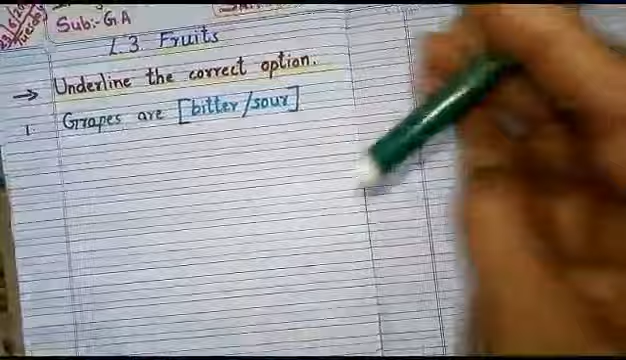 Sub:- G A
L.3 Fruits
→ Underline the correct option.
1. Grapes are [bitter/sour]